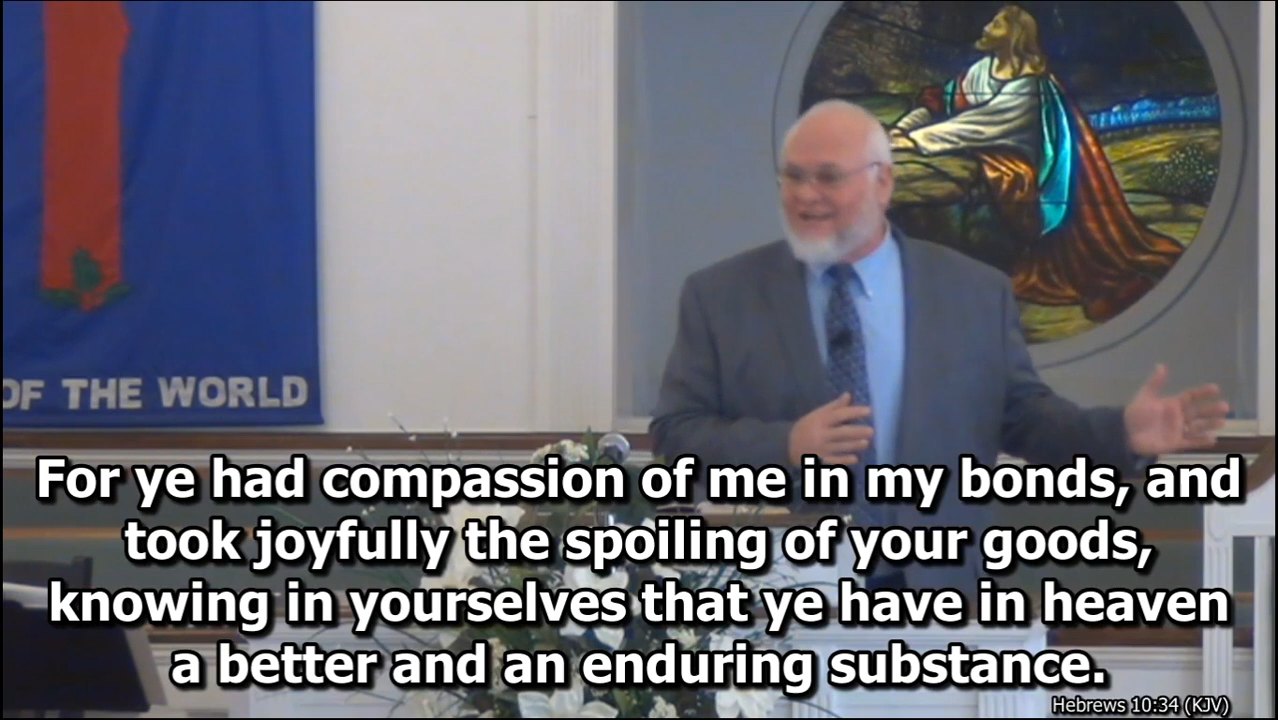 OF THE WORLD
For ye had compassion of me in my bonds, and
took joyfully the spoiling of your goods,
knowing in yourselves that ye have in heaven
a better and an enduring substance.
Hebrews 10:34 (KJV)